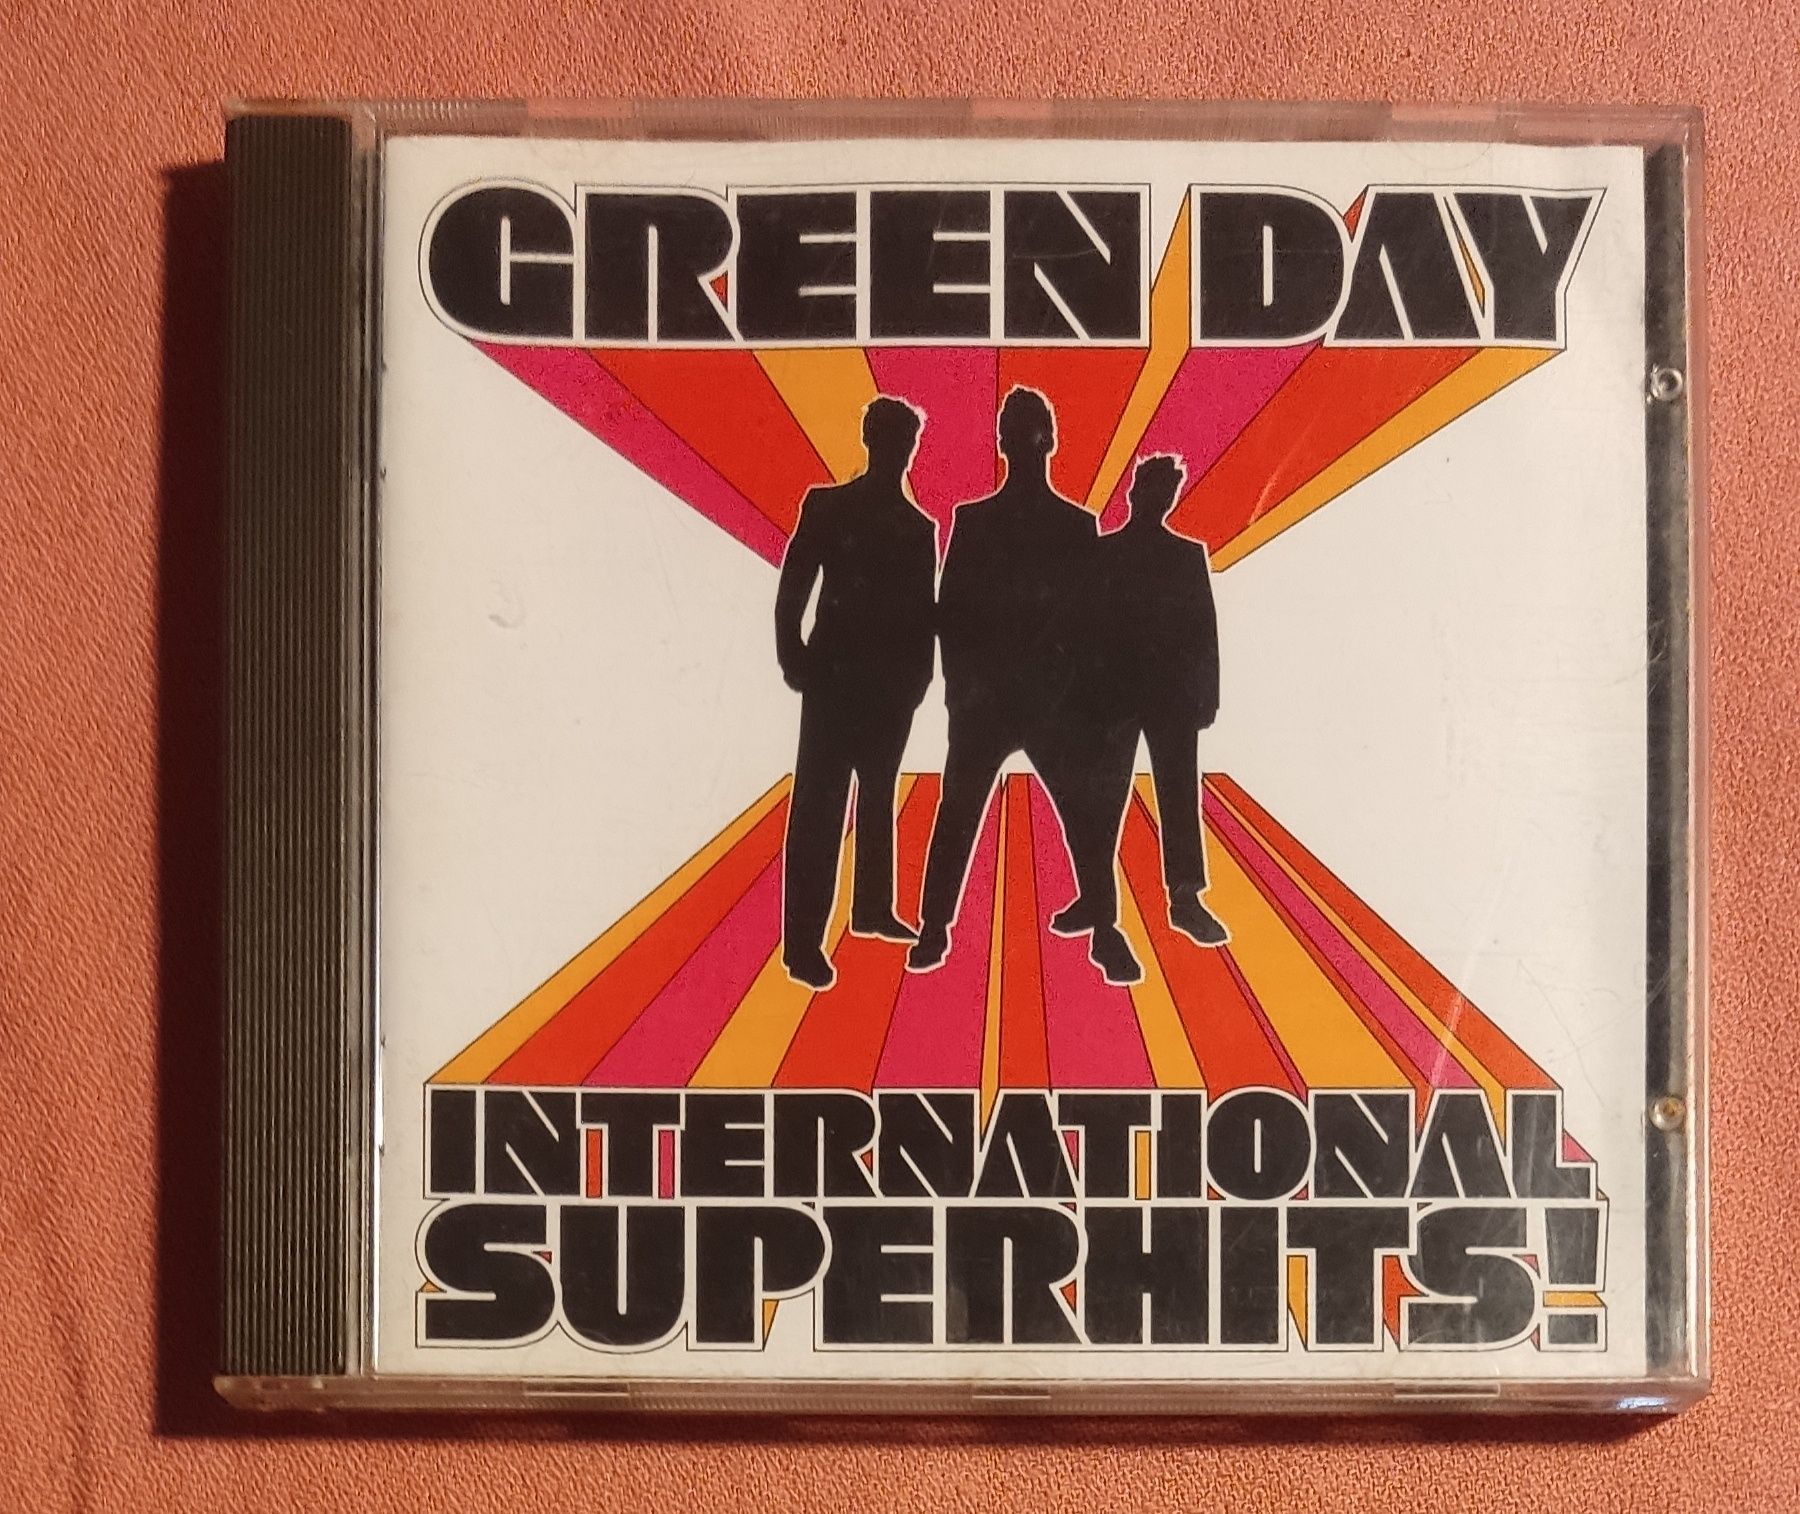 GREEN DAY
INTERNATIONAL
SUPERHITS!